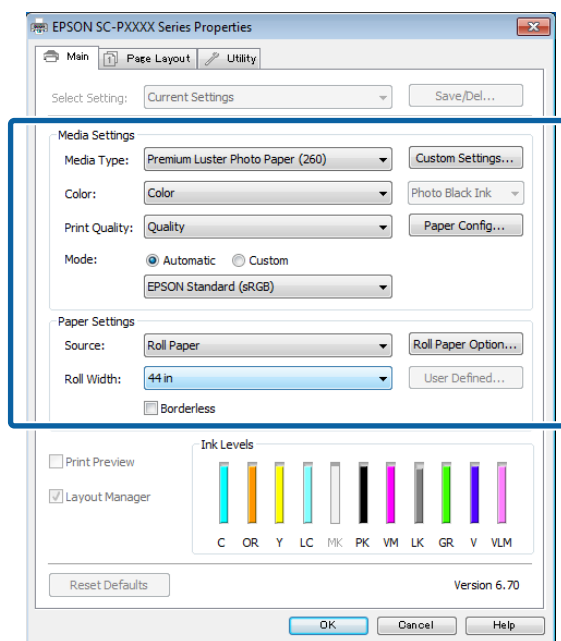 EPSON SC-PXXXX Series Properties
Main Page Layout Utility
Select Setting: Current Settings Save/Del...
Media Settings
Media Type: Premium Luster Photo Paper (260) Custom Settings...
Color: Color Photo Black Ink
Print Quality: Quality Paper Config...
Mode: Automatic Custom
EPSON Standard (sRGB)
Paper Settings
Source: Roll Paper Roll Paper Option...
Roll Width: 44 in User Defined...
Borderless
Ink Levels
Print Preview
Layout Manager
C OR Y LC MK PK VM LK GR V VLM
Reset Defaults Version 6.70
OK Cancel Help